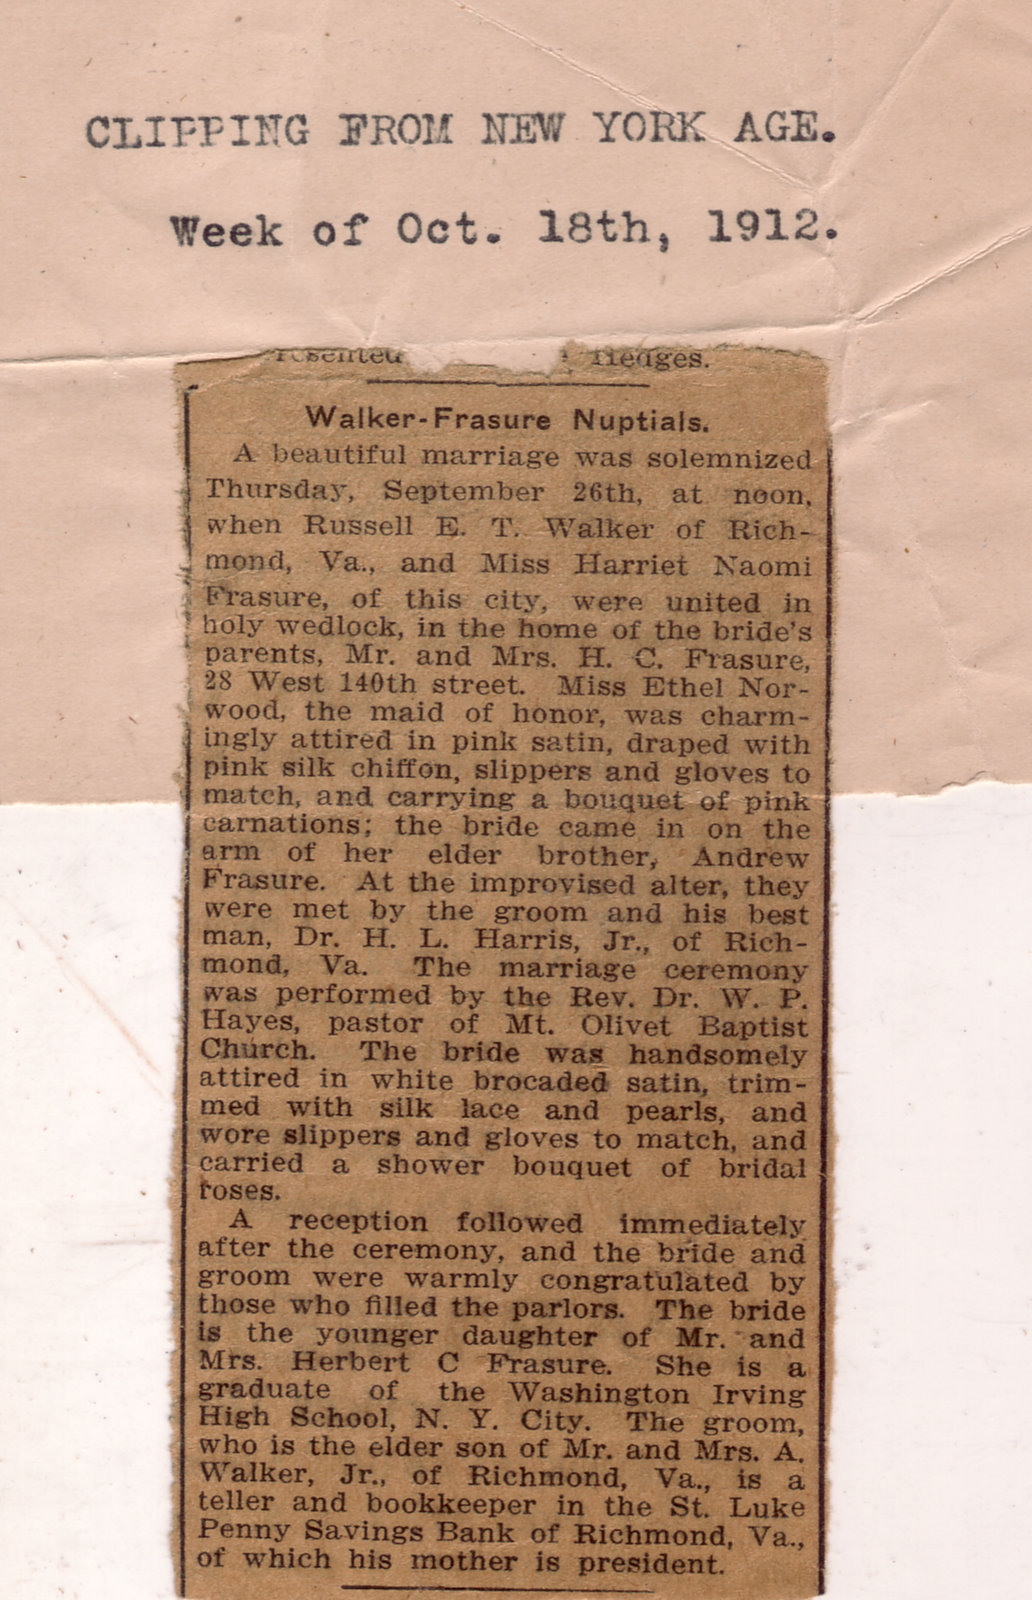 CLIPPING FROM NEW YORK AGE.
Week of Oct. 18th, 1912.
Hedges.
Walker-Frasure Nuptials.
A beautiful marriage was solemnized
Thursday, September 26th, at noon,
when Russell E. T. Walker of Rich-
mond, Va., and Miss Harriet Naomi
Frasure, of this city, were united in
holy wedlock, in the home of the bride's
parents, Mr. and Mrs. H. C. Frasure,
28 West 140th street. Miss Ethel Nor-
wood, the maid of honor, was charm-
ingly attired in pink satin, draped with
pink silk chiffon, slippers and gloves to
match, and carrying a bouquet of pink
carnations; the bride came in on the
arm of her elder brother, Andrew
Frasure. At the improvised alter, they
were met by the groom and his best
man, Dr. H. L. Harris, Jr., of Rich-
mond, Va. The marriage ceremony
was performed by the Rev. Dr. W. P.
Hayes, pastor of Mt. Olivet Baptist
Church. The bride was handsomely
attired in white brocaded satin, trim-
med with silk lace and pearls, and
wore slippers and gloves to match, and
carried a shower bouquet of bridal
roses.
A reception followed immediately
after the ceremony, and the bride and
groom were warmly congratulated by
those who filled the parlors. The bride
is the younger daughter of Mr. and
Mrs. Herbert C Frasure. She is a
graduate of the Washington Irving
High School, N. Y. City. The groom,
who is the elder son of Mr. and Mrs. A.
Walker, Jr., of Richmond, Va., is a
teller and bookkeeper in the St. Luke
Penny Savings Bank of Richmond, Va.,
of which his mother is president.